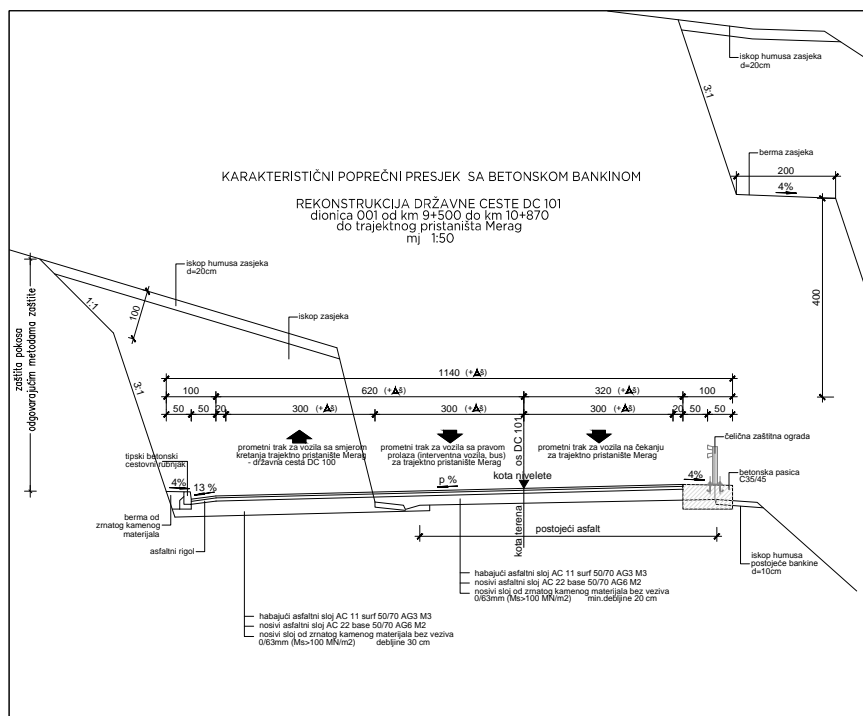 iskop humusa zasjeka
d=20cm
3:1
berma zasjeka
200
4%
KARAKTERISTIČNI POPREČNI PRESJEK SA BETONSKOM BANKINOM
REKONSTRUKCIJA DRŽAVNE CESTE DC 101
dionica 001 od km 9+500 do km 10+870
do trajektnog pristaništa Merag
mj 1:50
iskop humusa zasjeka
d=20cm
1:1
100
400
iskop zasjeka
zaštita pokosa
odgovarajućim metodama zaštite
3:1
1140 (+Δš)
100
620 (+Δš)
320 (+Δš)
100
50
50
20
300 (+Δš)
300 (+Δš)
300 (+Δš)
20
50
50
os DC 101
čelična zaštitna ograda
tipski betonski
cestovni rubnjak
prometni trak za vozila sa smjerom
kretanja trajektno pristanište Merag
- državna cesta DC 100
prometni trak za vozila sa pravom
prolaza (interventna vozila, bus)
za trajektno pristanište Merag
prometni trak za vozila na čekanju
za trajektno pristanište Merag
kota nivelete
4%
13 %
p %
4%
betonska pasica
C35/45
berma od
zrnatog kamenog
materijala
asfaltni rigol
kota terena
postojeći asfalt
iskop humusa
postojeće bankine
d=10cm
habajući asfaltni sloj AC 11 surf 50/70 AG3 M3
nosivi asfaltni sloj AC 22 base 50/70 AG6 M2
nosivi sloj od zrnatog kamenog materijala bez veziva
0/63mm (Ms>100 MN/m2) min.debljine 20 cm
habajući asfaltni sloj AC 11 surf 50/70 AG3 M3
nosivi asfaltni sloj AC 22 base 50/70 AG6 M2
nosivi sloj od zrnatog kamenog materijala bez veziva
0/63mm (Ms>100 MN/m2) debljine 30 cm